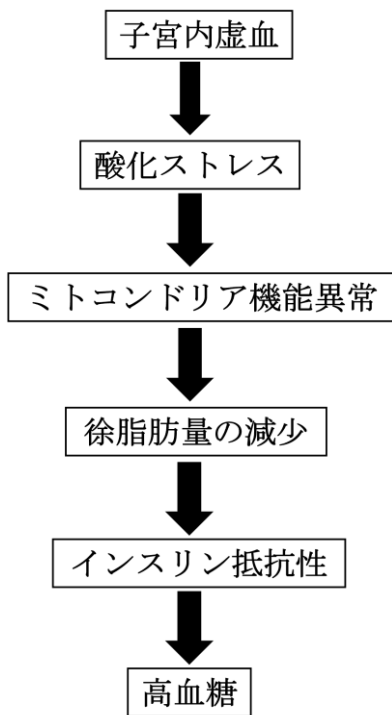 子宮内虚血
酸化ストレス
ミトコンドリア機能異常
徐脂肪量の減少
インスリン抵抗性
高血糖